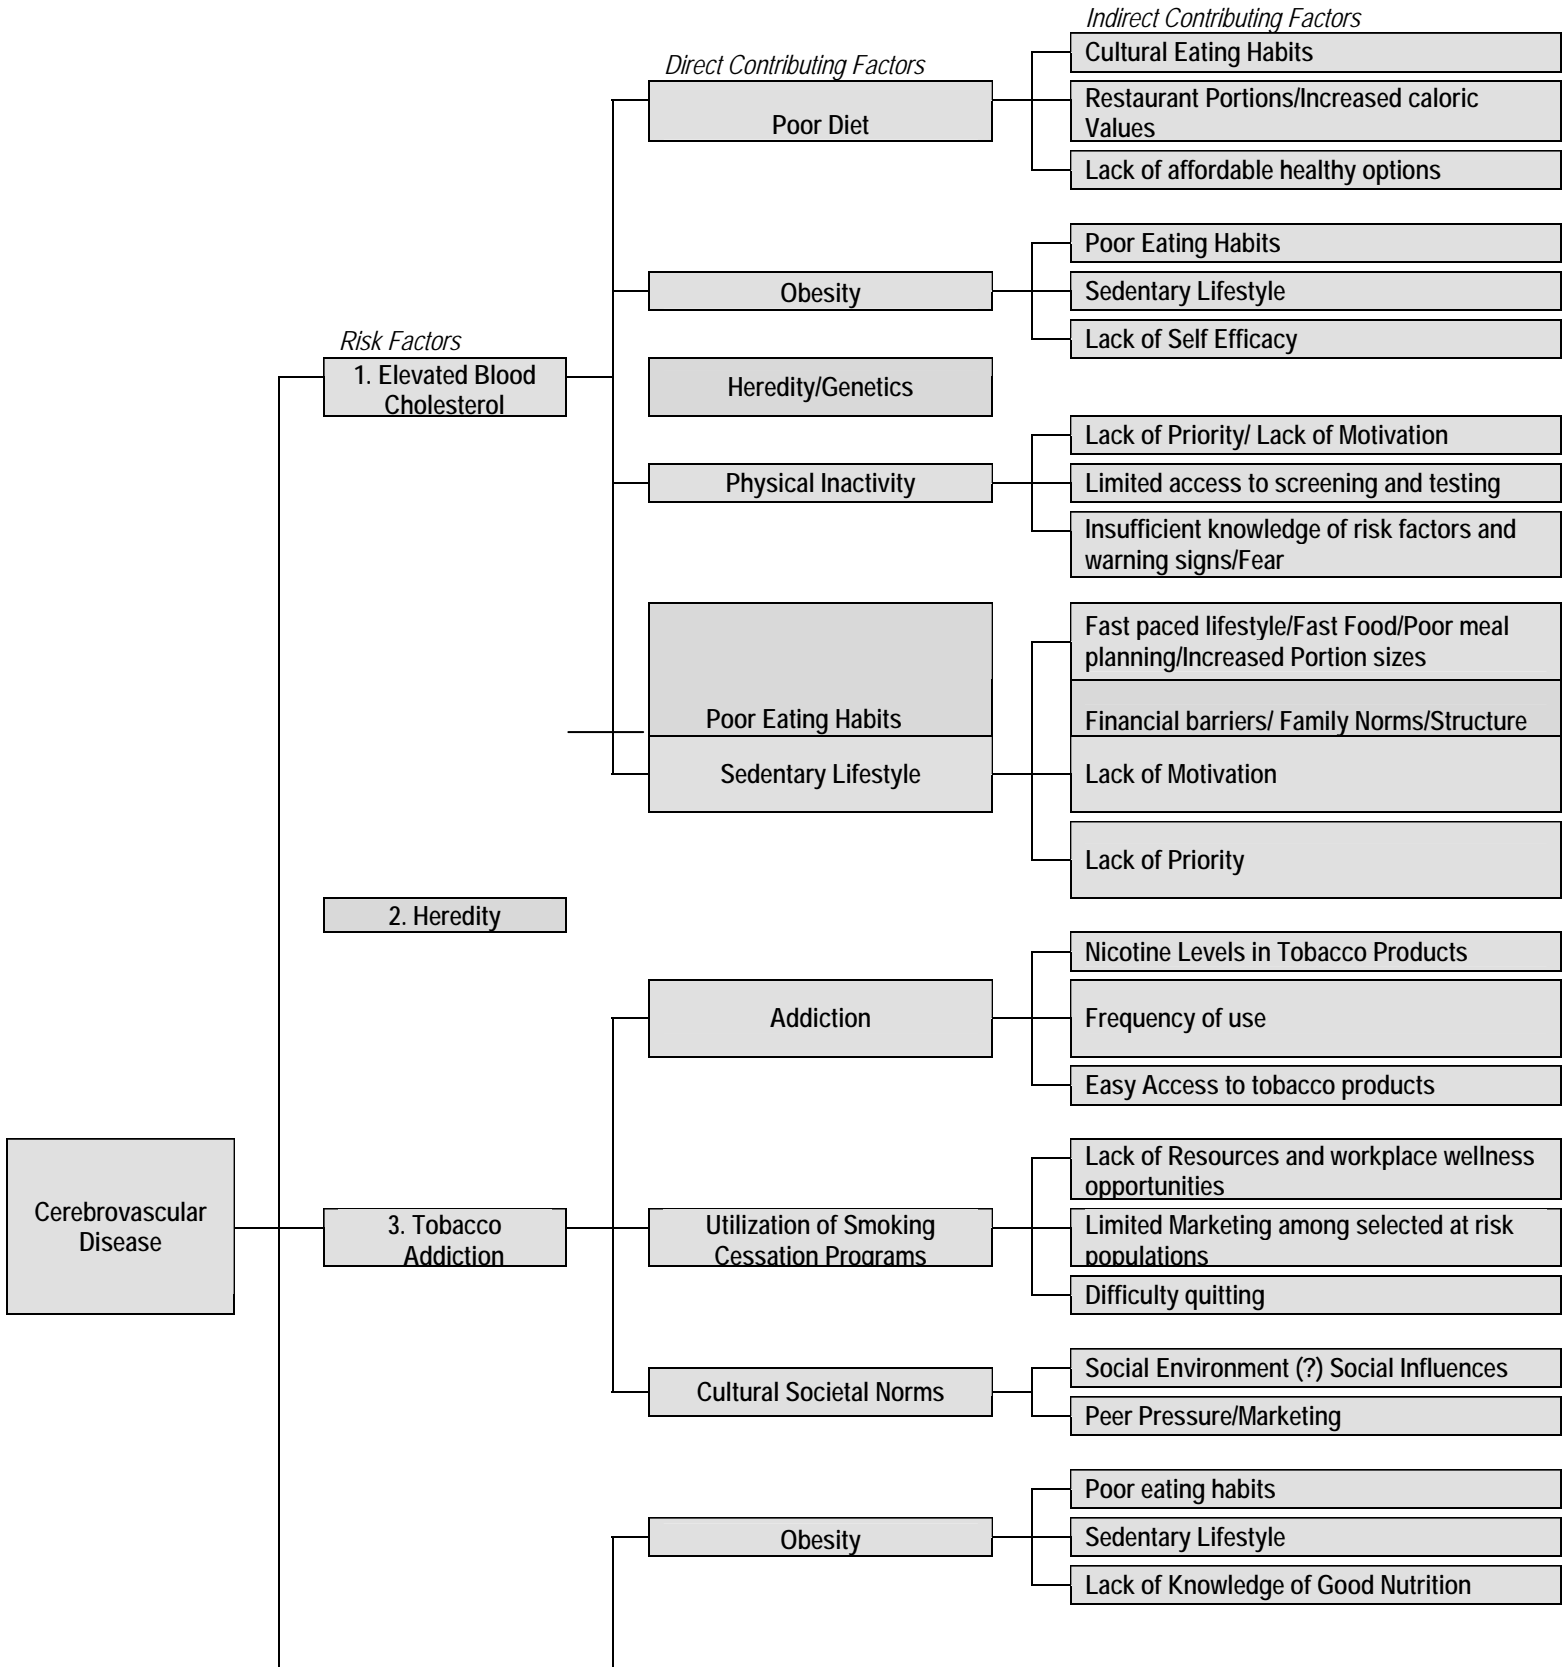 Indirect Contributing Factors
Cultural Eating Habits
Direct Contributing Factors
Restaurant Portions/Increased caloric
Values
Poor Diet
Lack of affordable healthy options
Poor Eating Habits
Obesity
Sedentary Lifestyle
Lack of Self Efficacy
Risk Factors
1. Elevated Blood
Cholesterol
Heredity/Genetics
Lack of Priority/ Lack of Motivation
Physical Inactivity
Limited access to screening and testing
Insufficient knowledge of risk factors and
warning signs/Fear
Fast paced lifestyle/Fast Food/Poor meal
planning/Increased Portion sizes
Poor Eating Habits
Financial barriers/ Family Norms/Structure
Sedentary Lifestyle
Lack of Motivation
Lack of Priority
2. Heredity
Nicotine Levels in Tobacco Products
Addiction
Frequency of use
Easy Access to tobacco products
Lack of Resources and workplace wellness
opportunities
Cerebrovascular
Disease
3. Tobacco
Addiction
Utilization of Smoking
Cessation Programs
Limited Marketing among selected at risk
populations
Difficulty quitting
Social Environment (?) Social Influences
Cultural Societal Norms
Peer Pressure/Marketing
Poor eating habits
Obesity
Sedentary Lifestyle
Lack of Knowledge of Good Nutrition